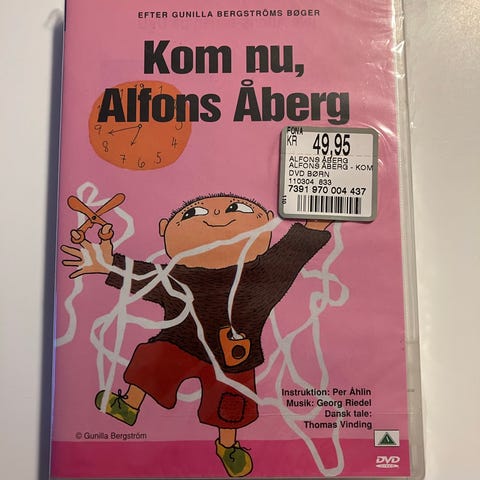 EFTER GUNILLA BERGSTRÖMS BØGER
Kom nu,
Alfons Åberg
FONA
KR 49,95
ALFONS ÅBERG
ALFONS ÅBERG - KOM
DVD BØRN
110304 833
7391 970 004 437
Instruktion: Per Åhlin
Musik: Georg Riedel
Dansk tale:
Thomas Vinding
© Gunilla Bergström
DVD